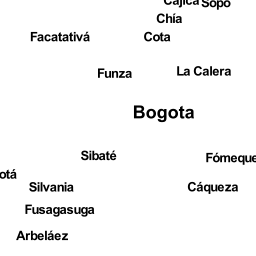 Cajicá
Sopó
Chía
Facatativá
Cota
Funza
La Calera
Bogota
Sibaté
Fómeque
otá
Silvania
Cáqueza
Fusagasuga
Arbeláez